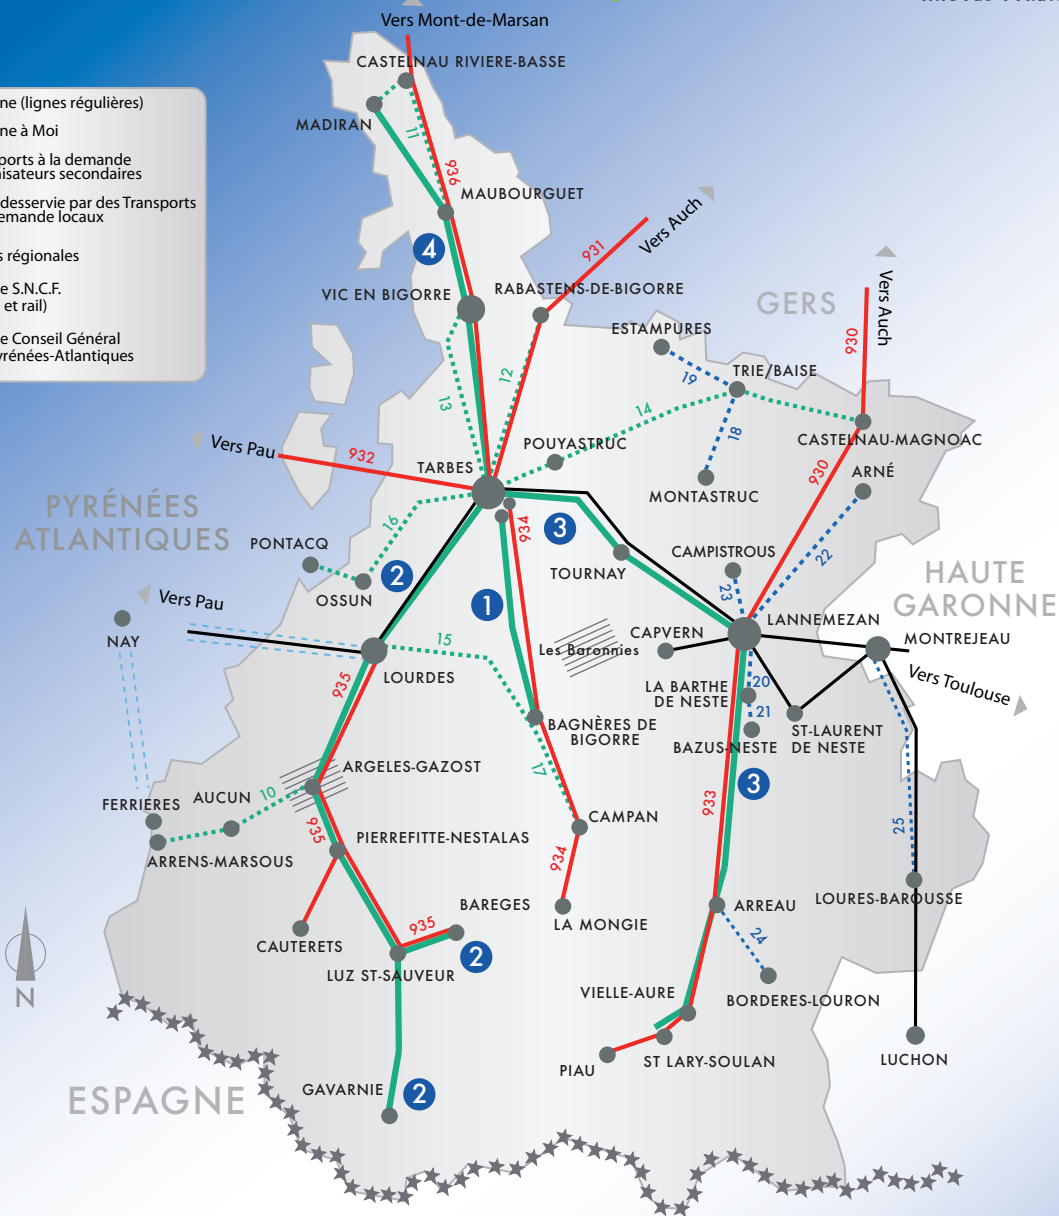 Vers Mont-de-Marsan
CASTELNAU RIVIERE-BASSE
ne (lignes régulières)
MADIRAN
11
ne à Moi
ports à la demande
nisateurs secondaires
936
desservie par des Transports
emande locaux
MAUBOURGUET
Vers Auch
931
4
s régionales
e S.N.C.F.
et rail)
VIC EN BIGORRE
RABASTENS-DE-BIGORRE
GERS
Vers Auch
e Conseil Général
yrénées-Atlantiques
ESTAMPURES
930
19
TRIE/BAISE
12
13
14
18
Vers Pau
932
POUYASTRUC
CASTELNAU-MAGNOAC
TARBES
930
ARNÉ
MONTASTRUC
PYRÉNÉES
ATLANTIQUES
16
934
3
PONTACQ
CAMPISTROUS
22
OSSUN
2
TOURNAY
HAUTE
GARONNE
23
Vers Pau
1
NAY
15
Les Baronnies
CAPVERN
LANNEMEZAN
MONTREJEAU
LOURDES
935
LA BARTHE
DE NESTE
20
21
Vers Toulouse
BAGNÈRES DE
BIGORRE
BAZUS-NESTE
ST-LAURENT
DE NESTE
ARGELES-GAZOST
17
3
FERRIERES
AUCUN
10
933
CAMPAN
25
935
PIERREFITTE-NESTALAS
ARRENS-MARSOUS
934
LOURES-BAROUSSE
BAREGES
ARREAU
935
LA MONGIE
CAUTERETS
2
24
LUZ ST-SAUVEUR
N
VIELLE-AURE
BORDERES-LOURON
PIAU
ST LARY-SOULAN
LUCHON
ESPAGNE
GAVARNIE
2